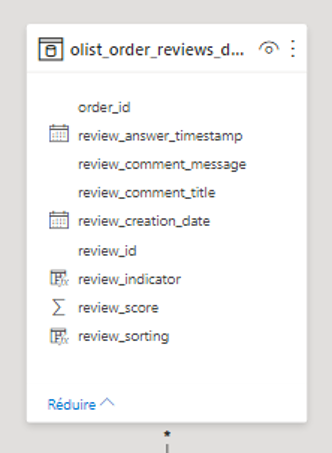 olist_order_reviews_d...
order_id
review_answer_timestamp
review_comment_message
review_comment_title
review_creation_date
review_id
review_indicator
review_score
review_sorting
Réduire
*